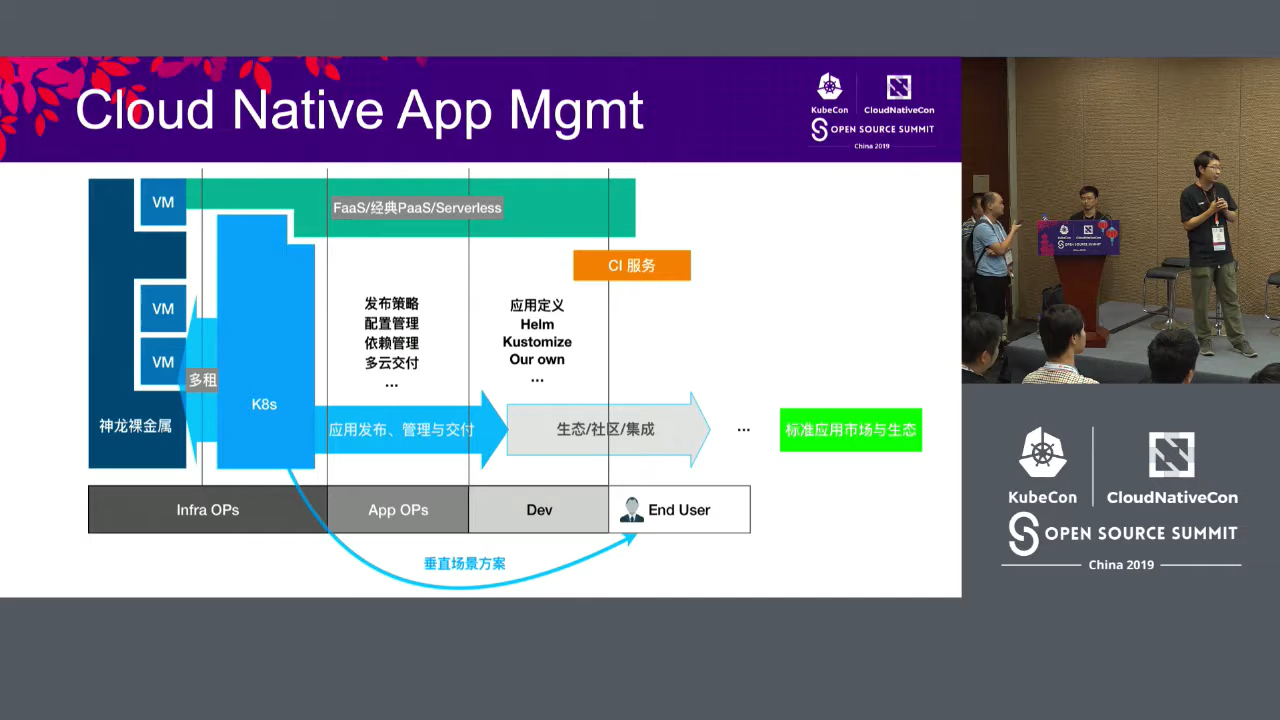 Cloud Native App Mgmt
KubeCon
CloudNativeCon
OPEN SOURCE SUMMIT
China 2019
VM
FaaS/经典PaaS/Serverless
CI 服务
VM
发布策略
配置管理
依赖管理
多云交付
...
应用定义
Helm
Kustomize
Our own
...
VM
多租
K8s
神龙裸金属
应用发布、管理与交付
生态/社区/集成
...
标准应用市场与生态
Infra OPs
App OPs
Dev
End User
垂直场景方案
KubeCon
CloudNativeCon
OPEN SOURCE SUMMIT
China 2019